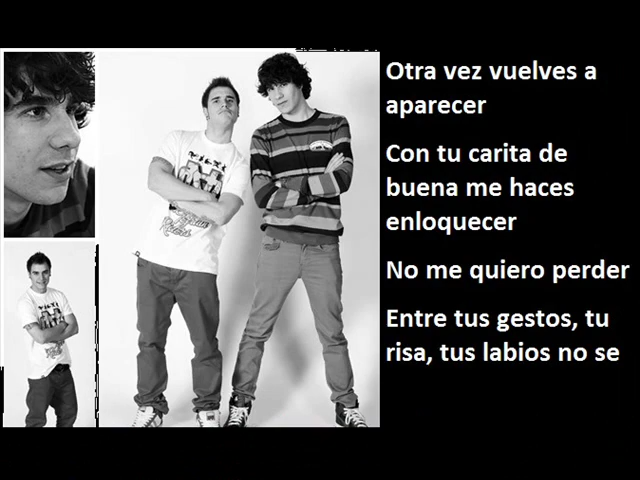 Otra vez vuelves a
aparecer
Con tu carita de
buena me haces
enloquecer
No me quiero perder
Entre tus gestos, tu
risa, tus labios no se